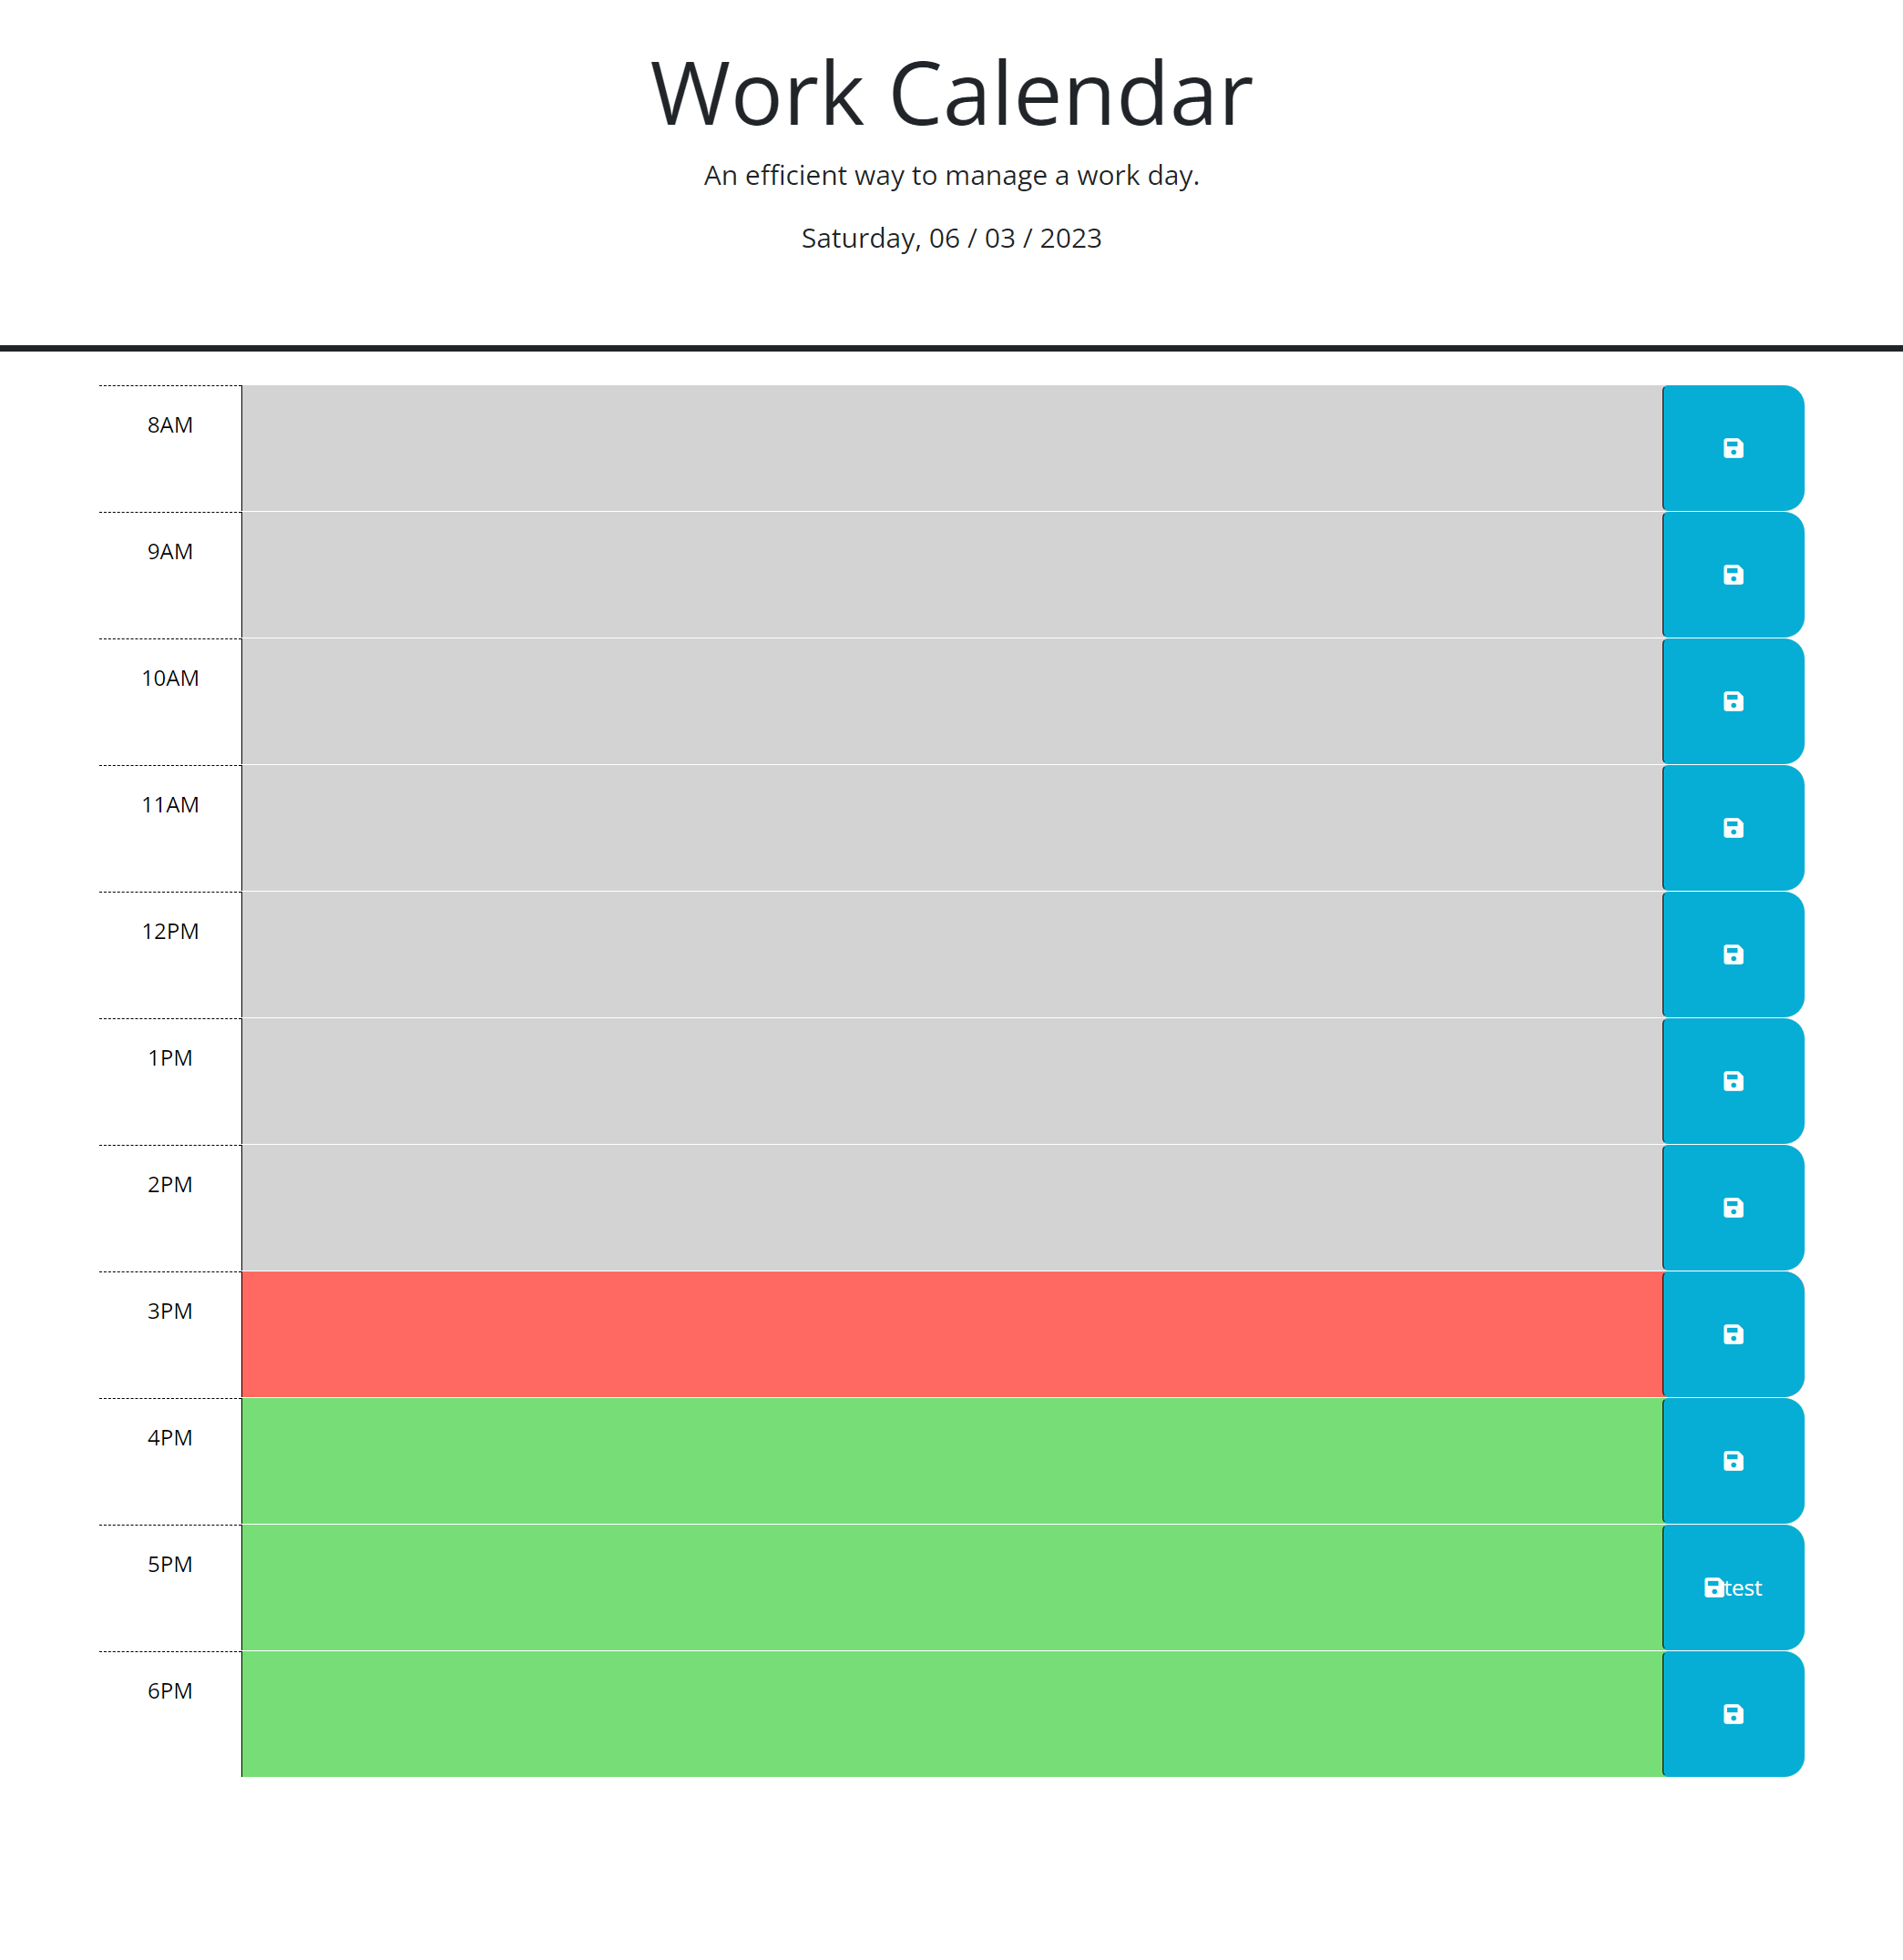 Work Calendar
An efficient way to manage a work day.
Saturday, 06 / 03 / 2023
8AM
9AM
10AM
11AM
12PM
1PM
2PM
3PM
4PM
5PM
test
6PM